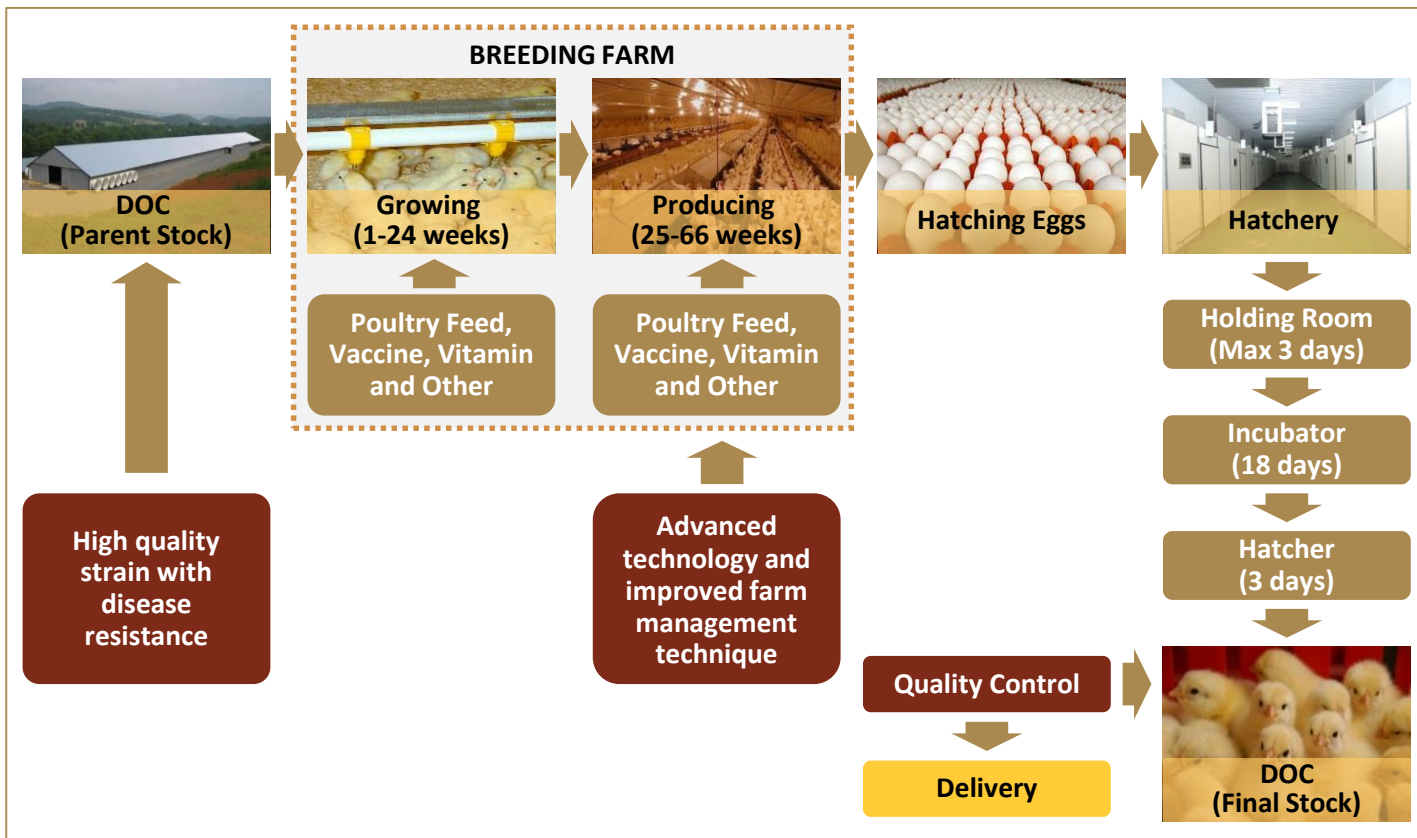 BREEDING FARM
DOC
(Parent Stock)
Growing
(1-24 weeks)
Producing
(25-66 weeks)
Hatching Eggs
Hatchery
Poultry Feed,
Vaccine, Vitamin
and Other
Poultry Feed,
Vaccine, Vitamin
and Other
Holding Room
(Max 3 days)
Incubator
(18 days)
Hatcher
(3 days)
High quality
strain with
disease
resistance
Advanced
technology and
improved farm
management
technique
Quality Control
Delivery
DOC
(Final Stock)